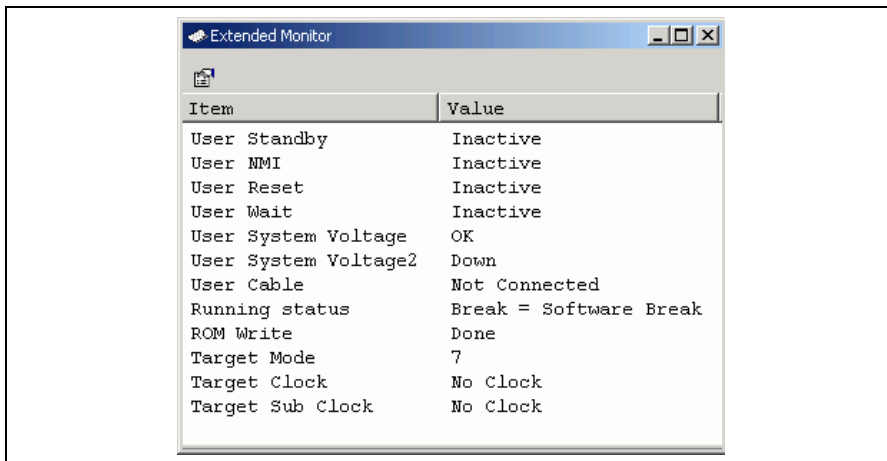 Extended Monitor
Item Value
User Standby Inactive
User NMI Inactive
User Reset Inactive
User Wait Inactive
User System Voltage OK
User System Voltage2 Down
User Cable Not Connected
Running status Break = Software Break
ROM Write Done
Target Mode 7
Target Clock No Clock
Target Sub Clock No Clock